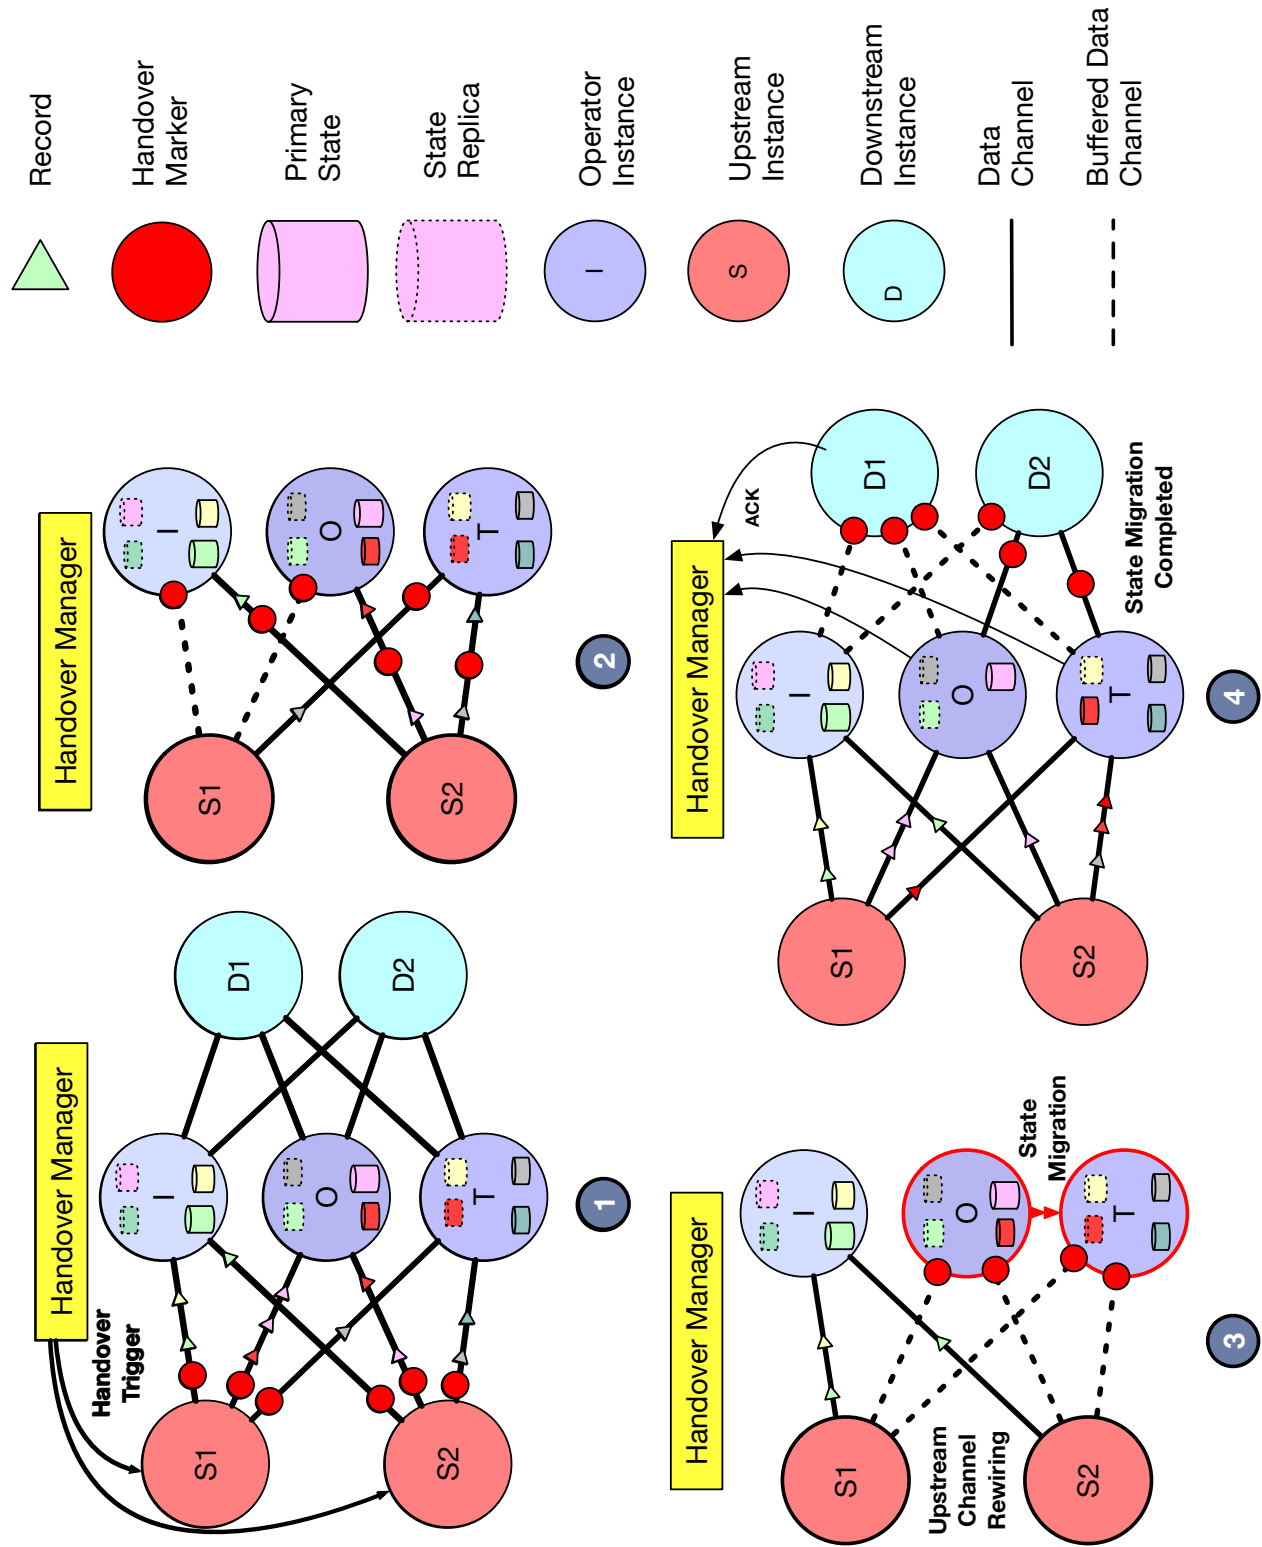 Handover Manager
Handover
Trigger
S1
S2
I
O
T
D1
D2
1
Handover Manager
S1
S2
I
O
T
2
Record
Handover
Marker
Primary
State
State
Replica
I
Operator
Instance
S
Upstream
Instance
D
Downstream
Instance
Data
Channel
Buffered Data
Channel
Handover Manager
S1
S2
Upstream
Channel
Rewiring
I
O
T
State
Migration
3
Handover Manager
ACK
S1
S2
I
O
T
D1
D2
State Migration
Completed
4